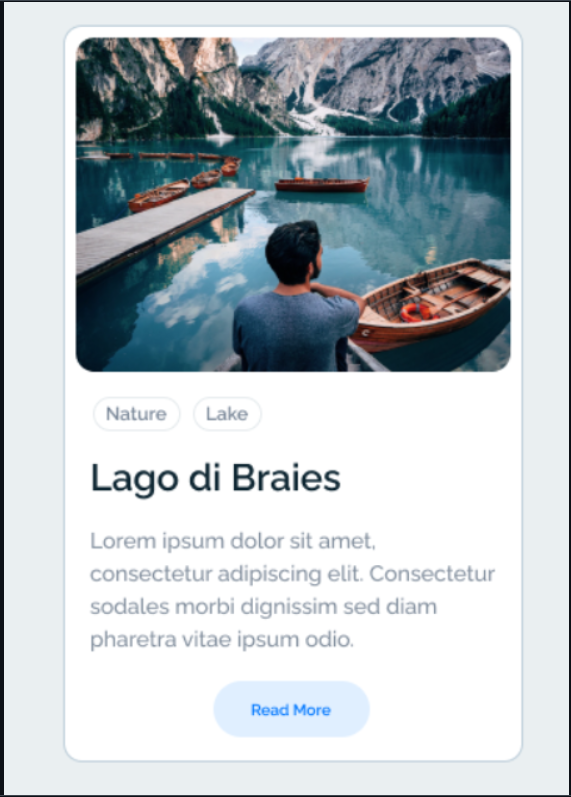 Nature
Lake
Lago di Braies
Lorem ipsum dolor sit amet,
consectetur adipiscing elit. Consectetur
sodales morbi dignissim sed diam
pharetra vitae ipsum odio.
Read More